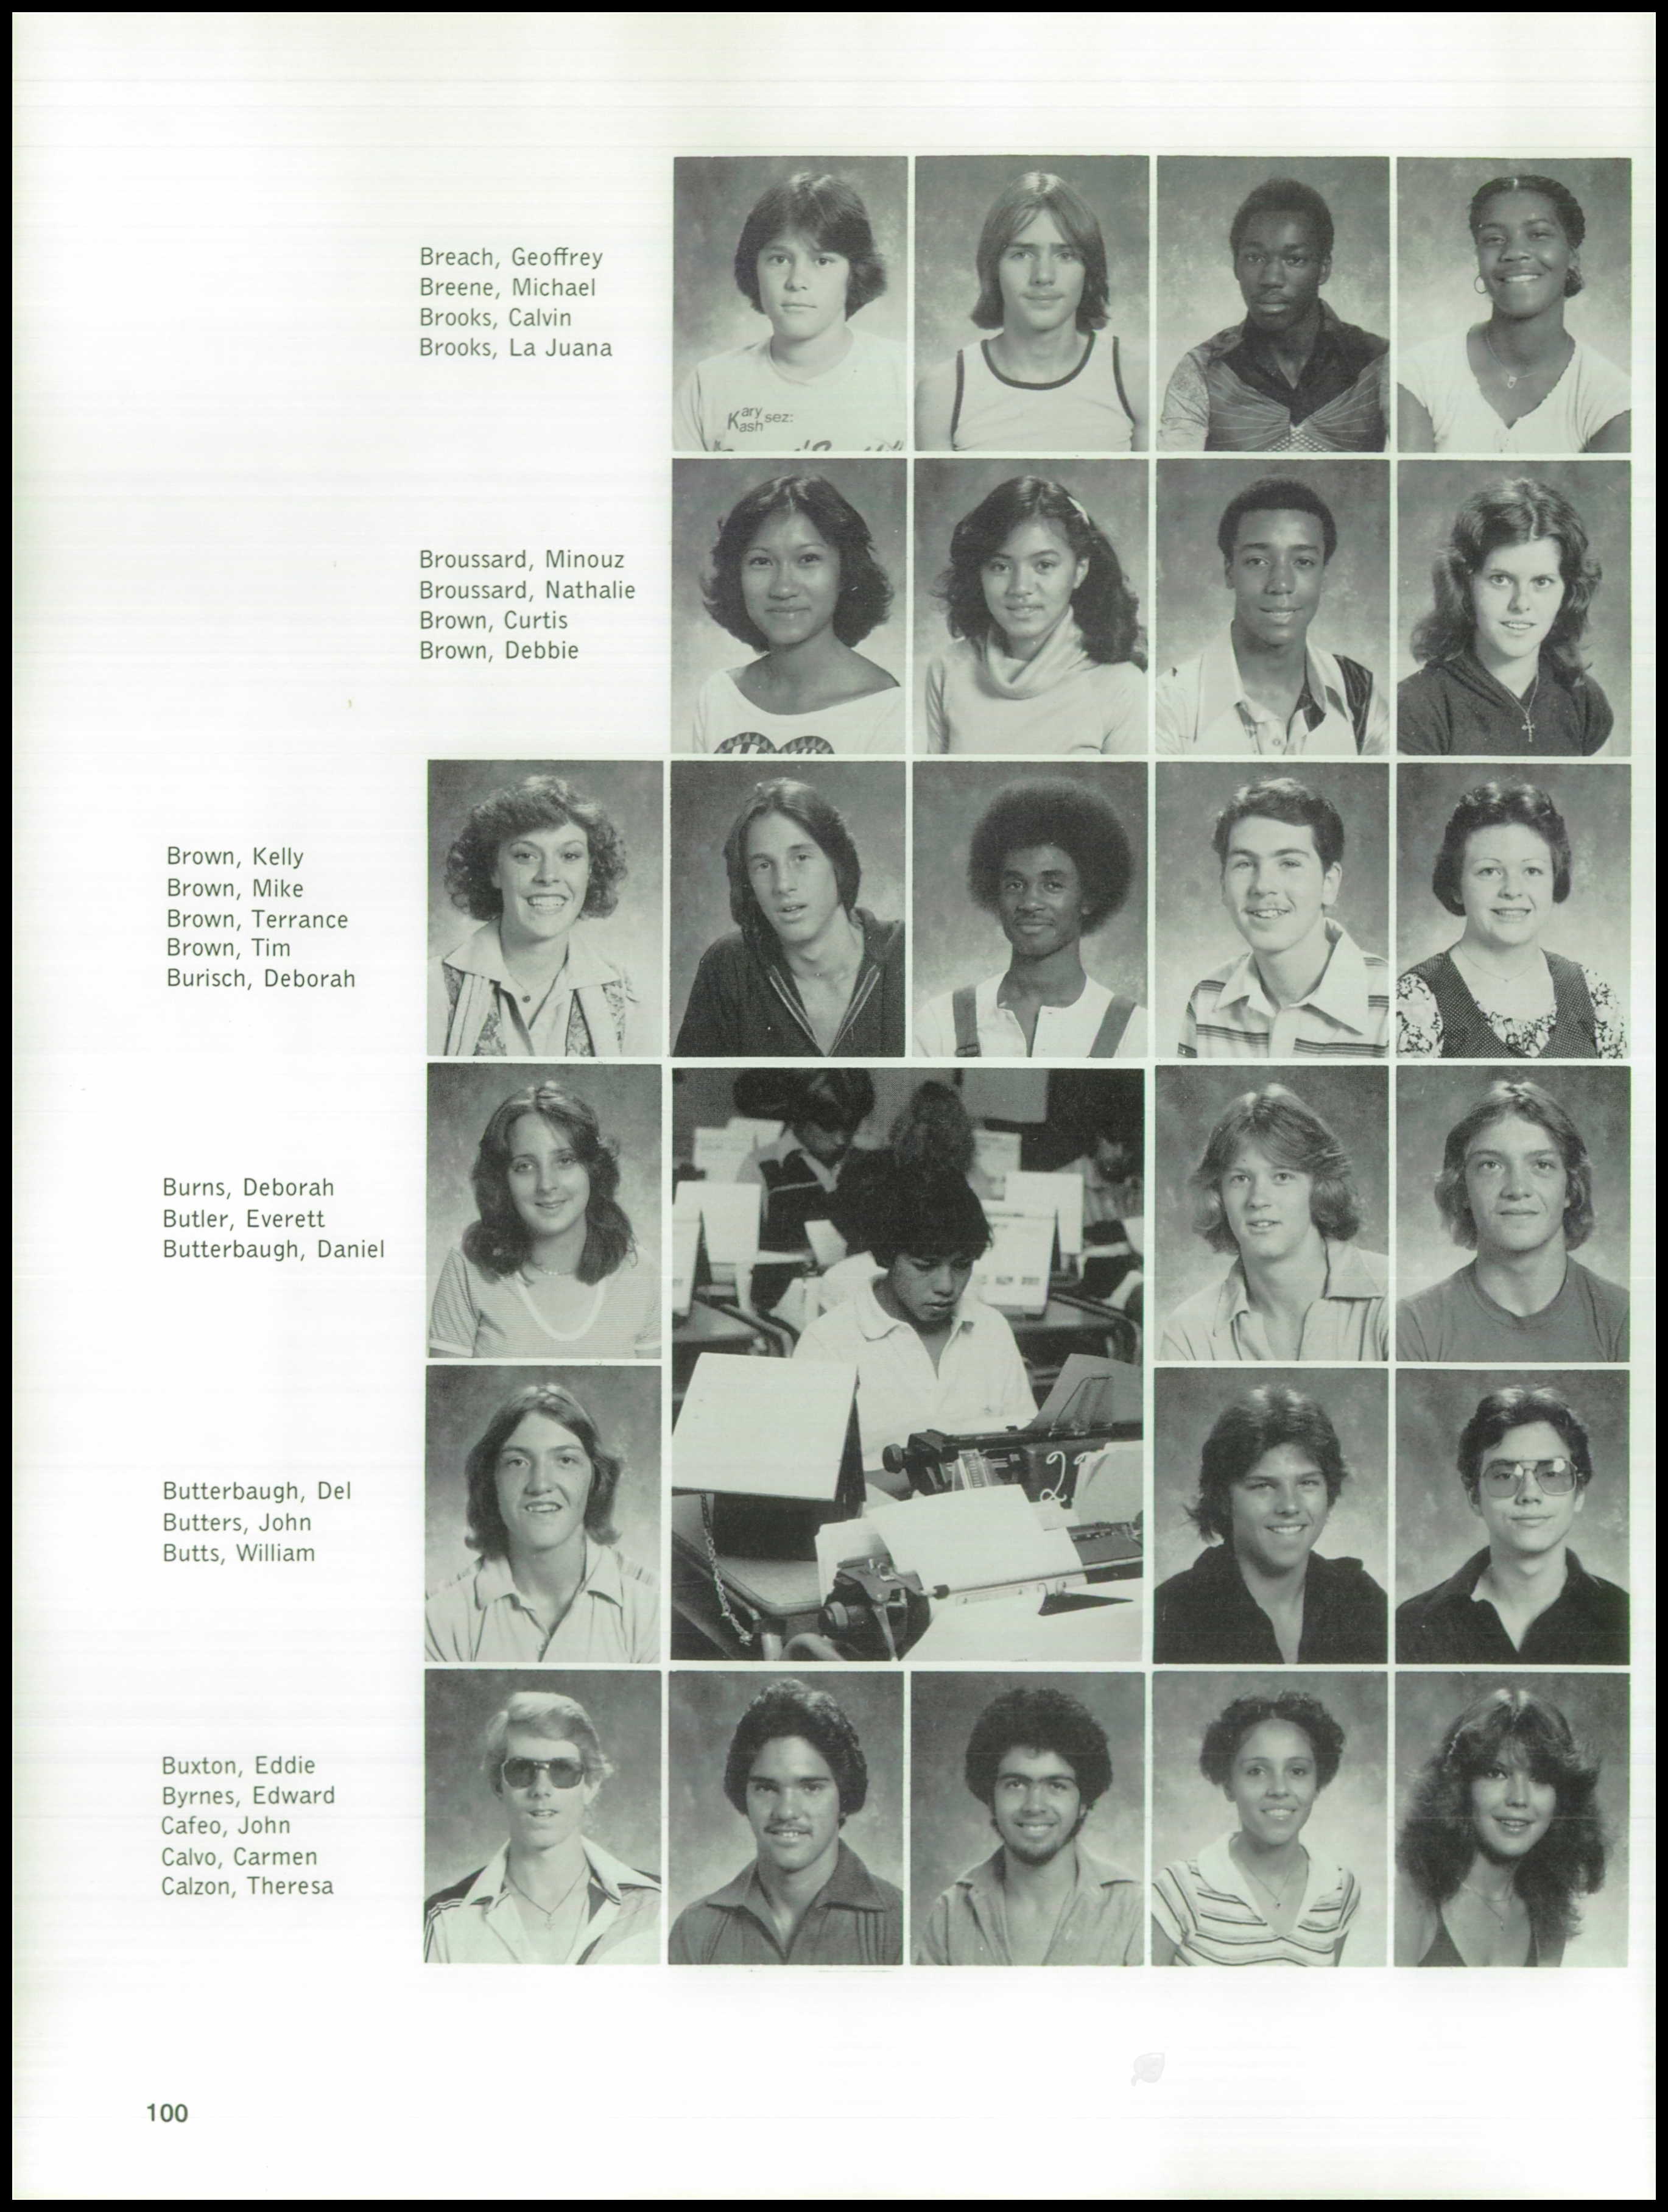 Breach, Geoffrey
Breene, Michael
Brooks, Calvin
Brooks, La Juana
Kary
Kash sez:
Broussard, Minouz
Broussard, Nathalie
Brown, Curtis
Brown, Debbie
Brown, Kelly
Brown, Mike
Brown, Terrance
Brown, Tim
Burisch, Deborah
Burns, Deborah
Butler, Everett
Butterbaugh, Daniel
Butterbaugh, Del
Butters, John
Butts, William
Buxton, Eddie
Byrnes, Edward
Cafeo, John
Calvo, Carmen
Calzon, Theresa
100